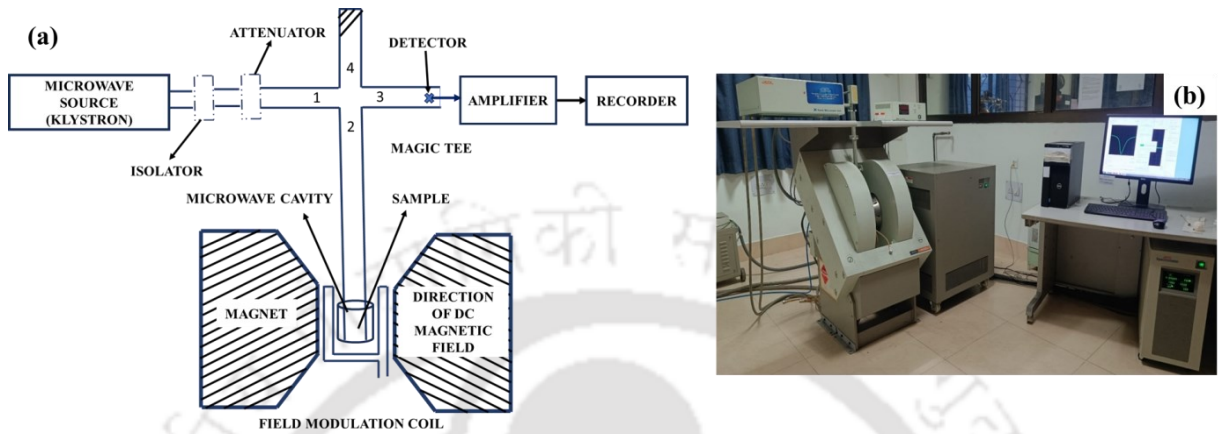 (a)
ATTENUATOR
DETECTOR
MICROWAVE
SOURCE
(KLYSTRON)
4
1
3
2
AMPLIFIER
RECORDER
ISOLATOR
MAGIC TEE
MICROWAVE CAVITY
SAMPLE
MAGNET
DIRECTION
OF DC
MAGNETIC
FIELD
FIELD MODULATION COIL
(b)